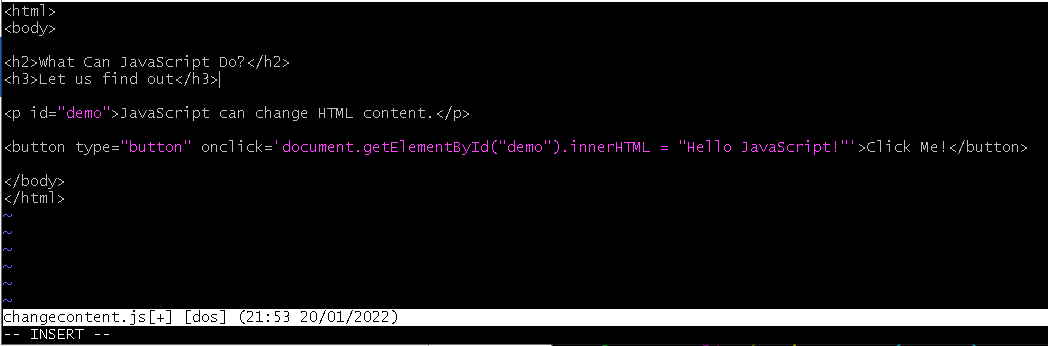 <html>
<body>
<h2>What Can JavaScript Do?</h2>
<h3>Let us find out</h3>
<p id="demo">JavaScript can change HTML content.</p>
<button type="button" onclick='document.getElementById("demo").innerHTML = "Hello JavaScript!"'>Click Me!</button>
</body>
</html>
~
~
~
~
~
~
changecontent.js[+] [dos] (21:53 20/01/2022)
-- INSERT --